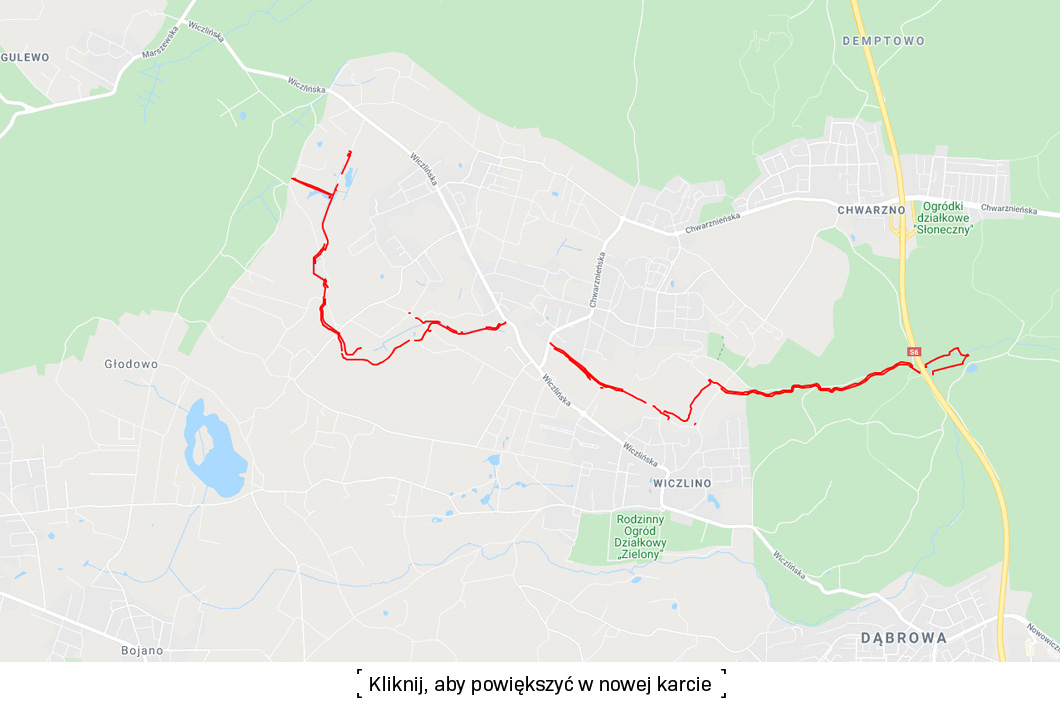 Wiczlińska
Marszewska
GULEWO
DEMPTOWO
Wiczlińska
Wiczlińska
CHWARZNO
Ogródki
działkowe
"Słoneczny"
Chwarznieńska
Chwarznieńska
Chwarznieńska
S6
Głodowo
Wiczlińska
Wiczlińska
WICZLINO
Rodzinny
Ogród
Działkowy
„Zielony”
Wiczlińska
DĄBROWA
Bojano
[ Kliknij, aby powiększyć w nowej karcie ]